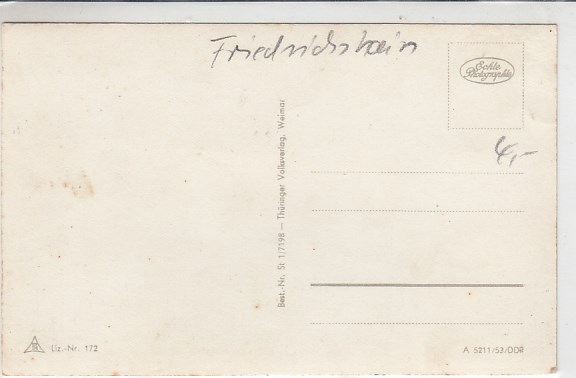 Friedrichshain
Echte
Photographie
4,-
Best.-Nr. St 1/7198 — Thüringer Volksverlag, Weimar
Liz.-Nr. 172
A 5211/53/DDR